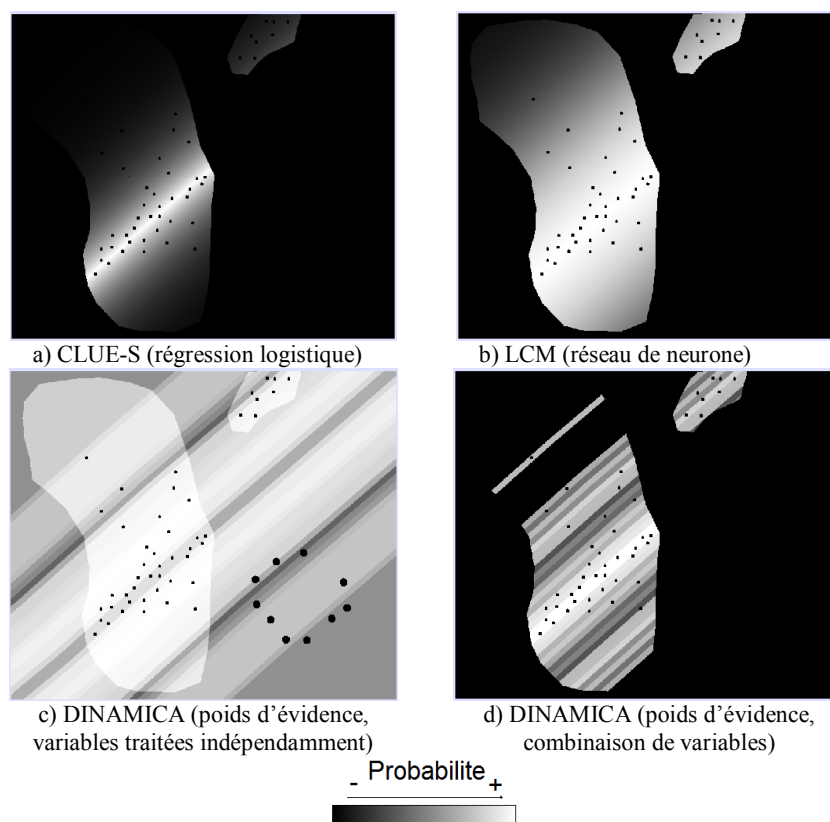 a) CLUE-S (régression logistique)
b) LCM (réseau de neurone)
c) DINAMICA (poids d’évidence,
variables traitées indépendamment)
d) DINAMICA (poids d’évidence,
combinaison de variables)
Probabilite
- +